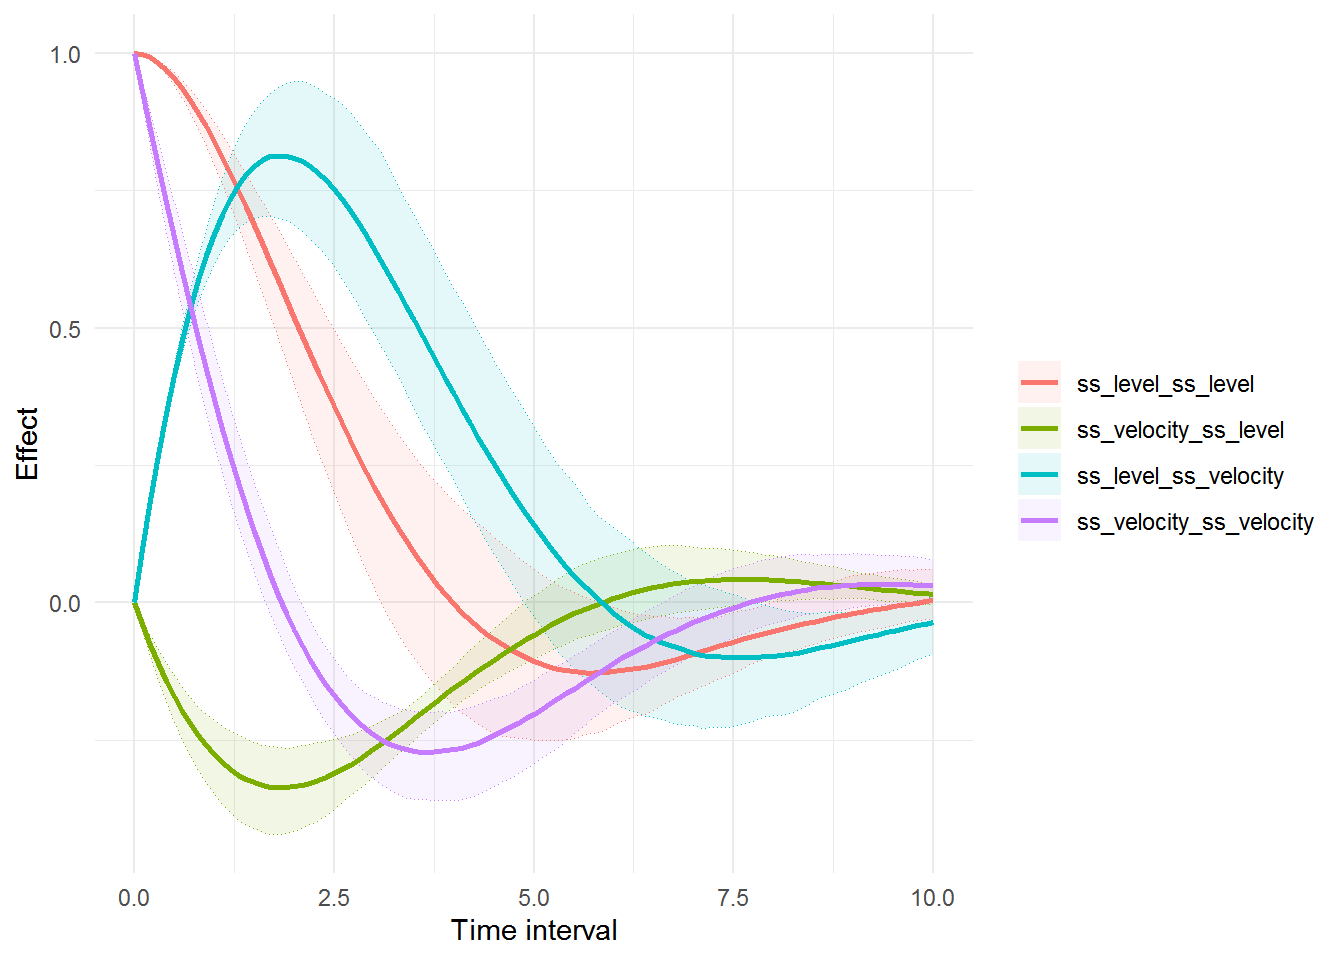 1.0
0.5
0.0
Effect
0.0 2.5 5.0 7.5 10.0
Time interval
ss_level_ss_level
ss_velocity_ss_level
ss_level_ss_velocity
ss_velocity_ss_velocity